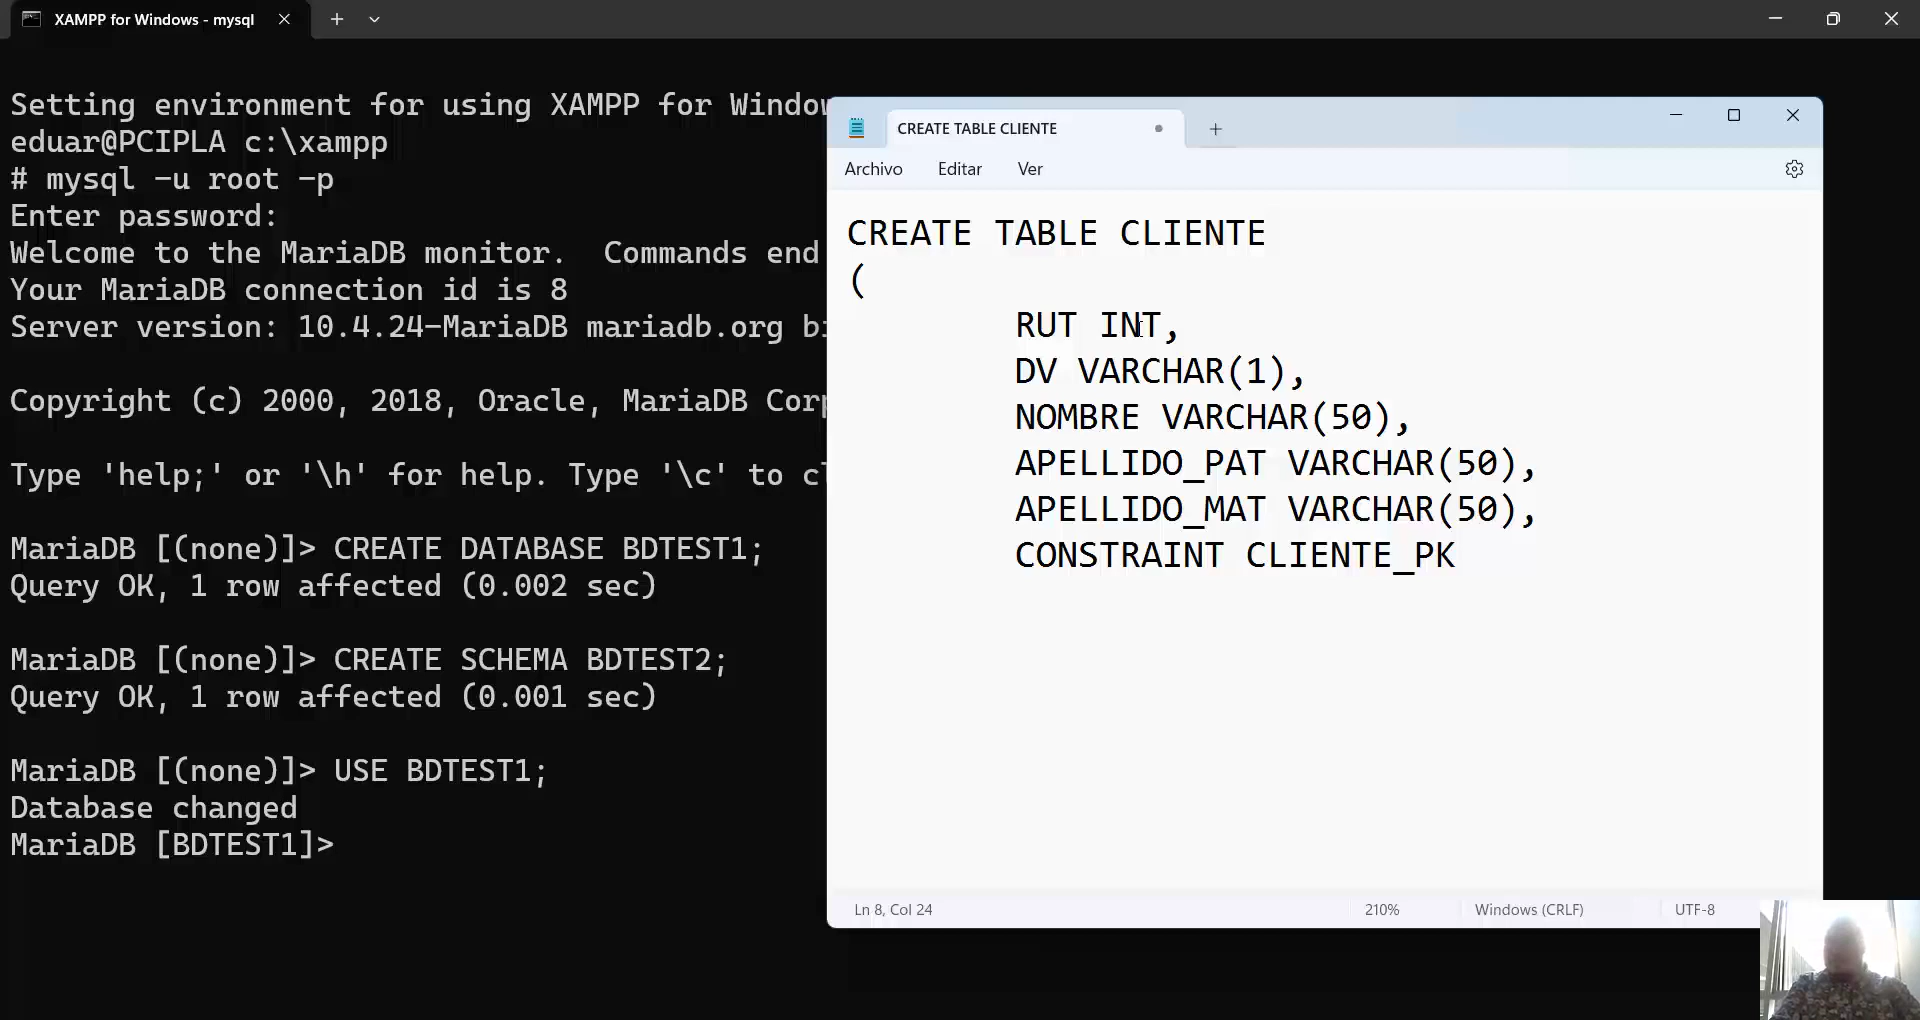 XAMPP for Windows - mysql
Setting environment for using XAMPP for Window
eduar@PCIPLA c:\xampp
# mysql -u root -p
Enter password:
Welcome to the MariaDB monitor.  Commands end
Your MariaDB connection id is 8
Server version: 10.4.24-MariaDB mariadb.org bi
Copyright (c) 2000, 2018, Oracle, MariaDB Corp
Type 'help;' or '\h' for help. Type '\c' to cl
MariaDB [(none)]> CREATE DATABASE BDTEST1;
Query OK, 1 row affected (0.002 sec)
MariaDB [(none)]> CREATE SCHEMA BDTEST2;
Query OK, 1 row affected (0.001 sec)
MariaDB [(none)]> USE BDTEST1;
Database changed
MariaDB [BDTEST1]>
CREATE TABLE CLIENTE
Archivo Editar Ver
CREATE TABLE CLIENTE
(
RUT INT,
DV VARCHAR(1),
NOMBRE VARCHAR(50),
APELLIDO_PAT VARCHAR(50),
APELLIDO_MAT VARCHAR(50),
CONSTRAINT CLIENTE_PK
Ln 8, Col 24 210% Windows (CRLF) UTF-8